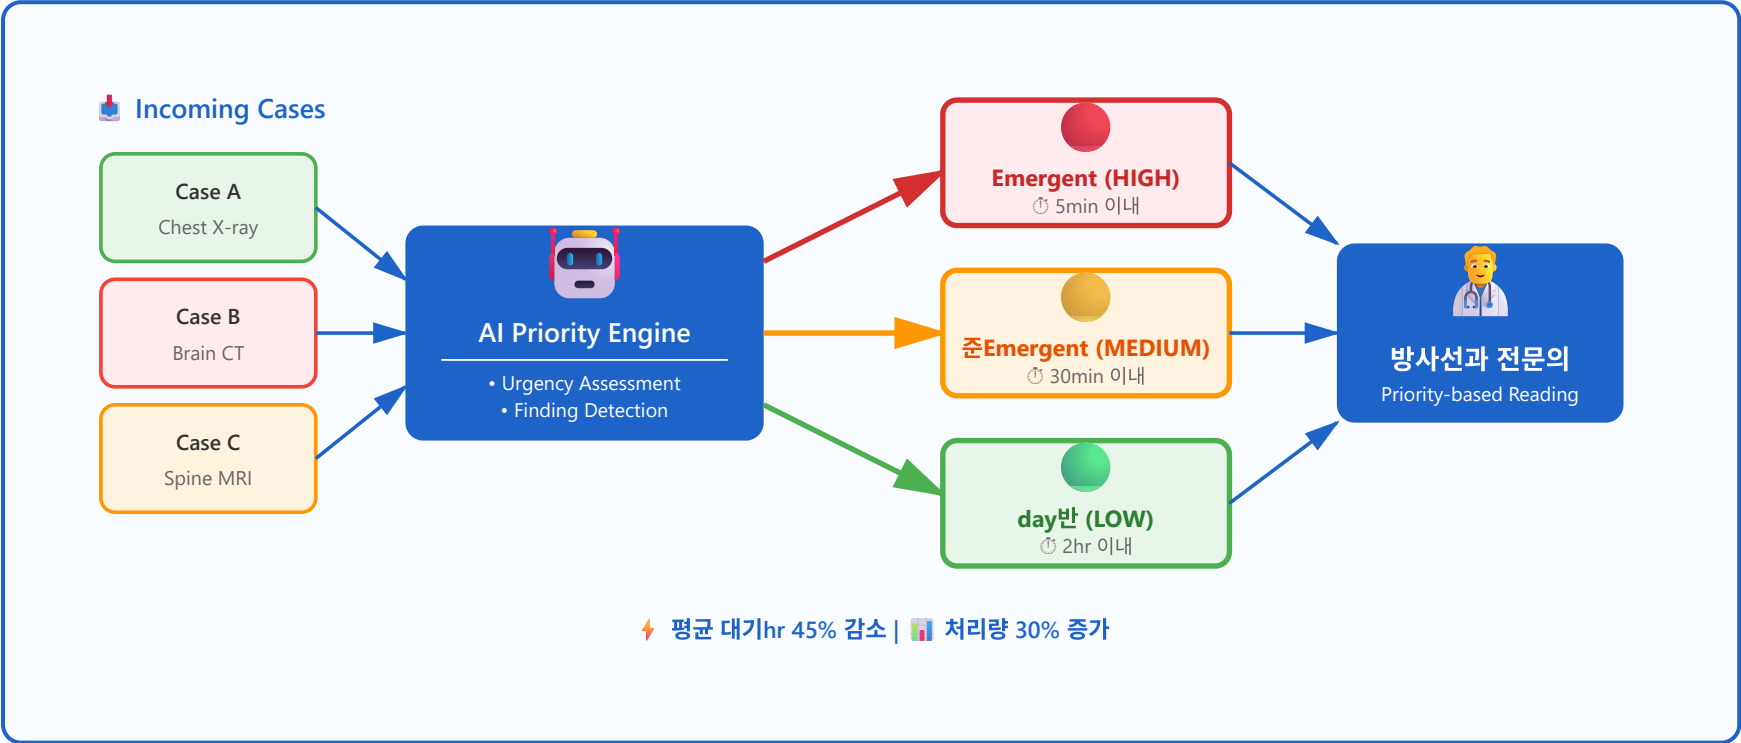 Incoming Cases
Case A
Chest X-ray
Case B
Brain CT
Case C
Spine MRI
AI Priority Engine
• Urgency Assessment
• Finding Detection
Emergent (HIGH)
⏱ 5min 이내
준Emergent (MEDIUM)
⏱ 30min 이내
day반 (LOW)
⏱ 2hr 이내
방사선과 전문의
Priority-based Reading
⚡ 평균 대기hr 45% 감소 | 📊 처리량 30% 증가